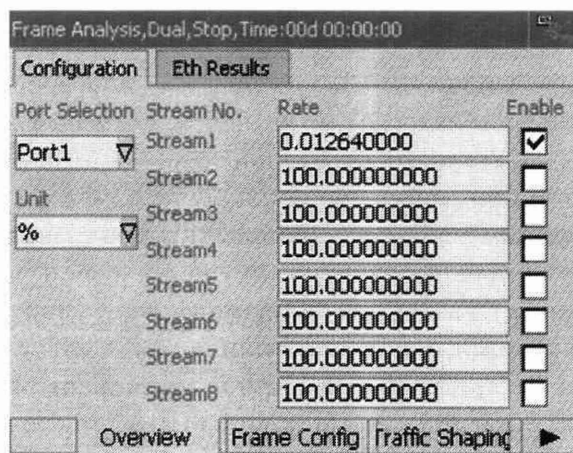 Frame Analysis,Dual,Stop,Time:00d 00:00:00
Configuration Eth Results
Port Selection Stream No. Rate Enable
Port1 Stream1 0.012640000
Stream2 100.000000000
Unit Stream3 100.000000000
% Stream4 100.000000000
Stream5 100.000000000
Stream6 100.000000000
Stream7 100.000000000
Stream8 100.000000000
Overview Frame Config Traffic Shaping